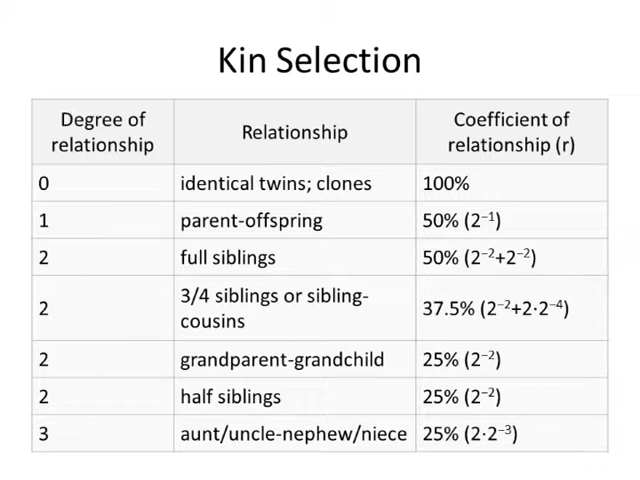 Kin Selection
Degree of relationship | Relationship | Coefficient of relationship (r)
0 | identical twins; clones | 100%
1 | parent-offspring | 50% (2⁻¹)
2 | full siblings | 50% (2⁻²+2⁻²)
2 | 3/4 siblings or sibling-cousins | 37.5% (2⁻²+2·2⁻⁴)
2 | grandparent-grandchild | 25% (2⁻²)
2 | half siblings | 25% (2⁻²)
3 | aunt/uncle-nephew/niece | 25% (2·2⁻³)